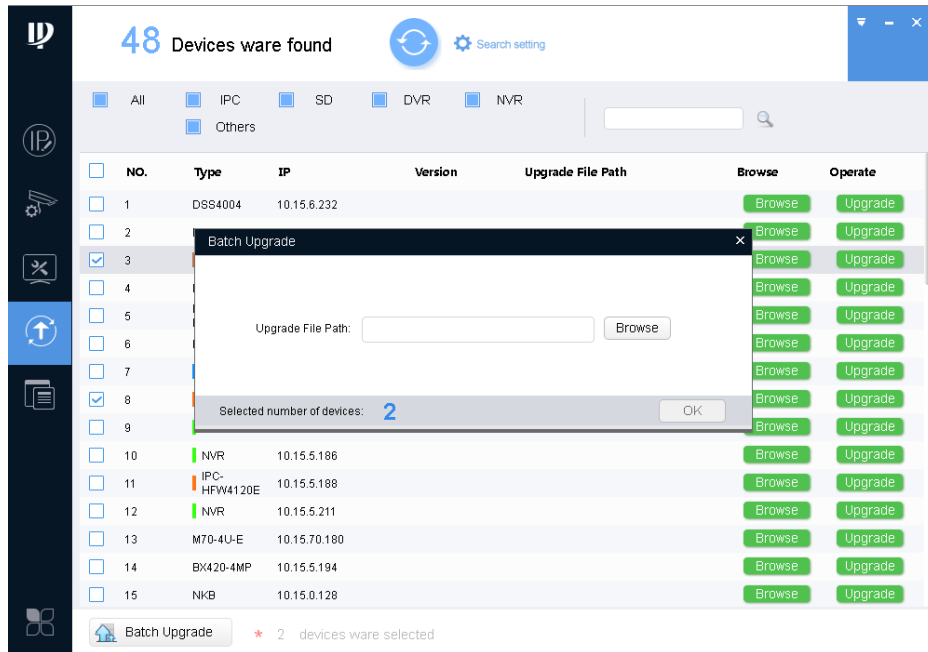 48 Devices ware found
Search setting
All IPC SD DVR NVR
Others
NO. Type IP Version Upgrade File Path Browse Operate
1 DSS4004 10.15.6.232 Browse Upgrade
2 Browse Upgrade
3 Browse Upgrade
4 Browse Upgrade
5 Browse Upgrade
6 Browse Upgrade
7 Browse Upgrade
8 Browse Upgrade
9 Browse Upgrade
Batch Upgrade
Upgrade File Path: Browse
Selected number of devices: 2 OK
10 NVR 10.15.5.186 Browse Upgrade
11 IPC-
HFW4120E 10.15.5.188 Browse Upgrade
12 NVR 10.15.5.211 Browse Upgrade
13 M70-4U-E 10.15.70.180 Browse Upgrade
14 BX420-4MP 10.15.5.194 Browse Upgrade
15 NKB 10.15.0.128 Browse Upgrade
Batch Upgrade * 2 devices ware selected
IP